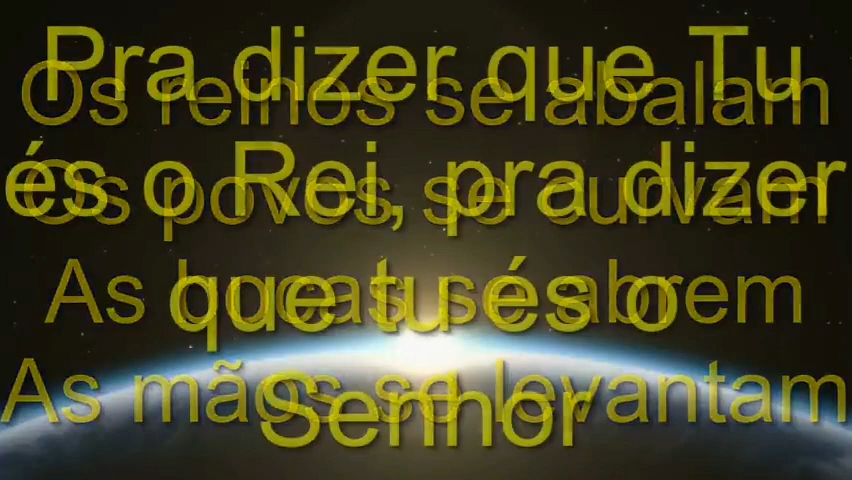 Pra dizer que Tu
Os reinos se abalam
és o Rei, pra dizer
Os povos se curvam
que tu és o
As bocas se abrem
As mãos se levantam
Senhor